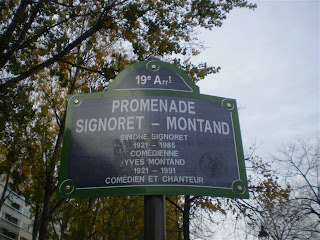 19e Arrt
PROMENADE
SIGNORET – MONTAND
SIMONE SIGNORET
1921 - 1985
COMÉDIENNE
YVES MONTAND
1921 - 1991
COMÉDIEN ET CHANTEUR